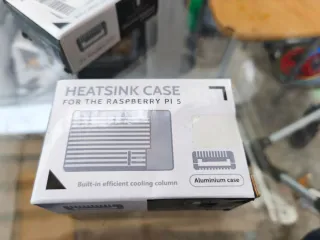 HEATSINK CASE
FOR THE RASPBERRY PI 5
Built-in efficient cooling column
Aluminium case